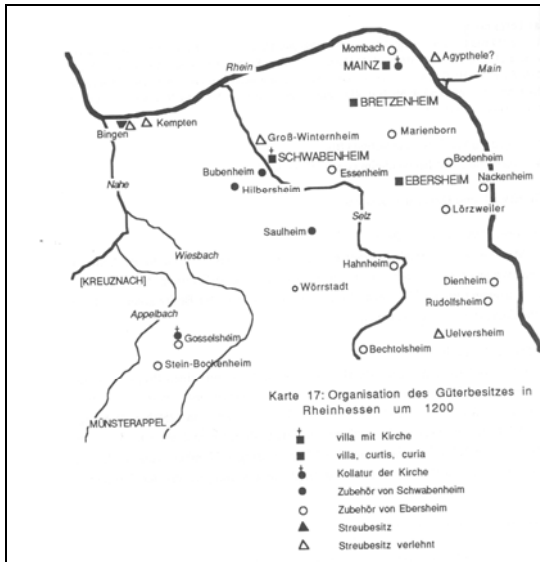 Mombach
Ägypthele?
Rhein
MAINZ
Main
BRETZENHEIM
Kempten
Bingen
Groß-Winternheim
Marienborn
SCHWABENHEIM
Bodenheim
Bubenheim
Essenheim
EBERSHEIM
Nackenheim
Nahe
Hilbersheim
Lörzweiler
Selz
Saulheim
Wiesbach
Hahnheim
[KREUZNACH]
Wörrstadt
Dienheim
Rudollsheim
Appelbach
Gosselsheim
Uelversheim
Stein-Bockenheim
Bechtolsheim
MÜNSTERAPPEL
Karte 17: Organisation des Güterbesitzes in
Rheinhessen um 1200
villa mit Kirche
villa, curtis, curia
Kollatur der Kirche
Zubehör von Schwabenheim
Zubehör von Ebersheim
Streubesitz
Streubesitz verlehnt